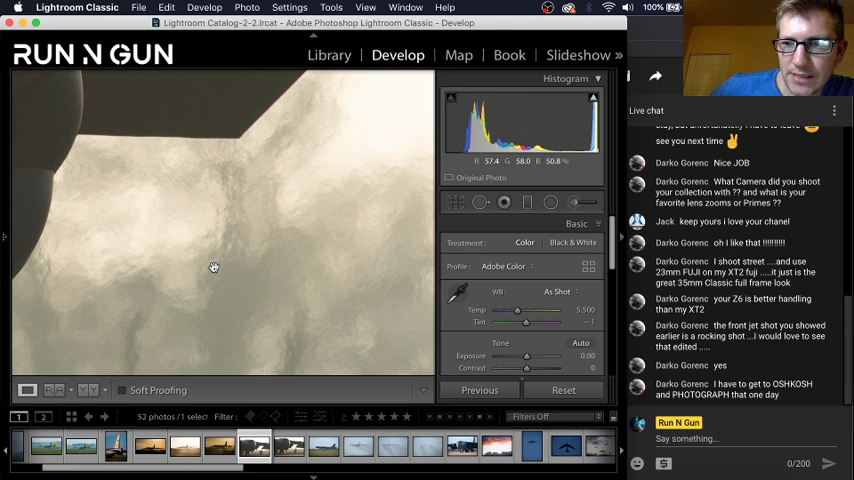 Lightroom Classic File Edit Develop Photo Settings Tools View Window Help 100%
Lightroom Catalog-2-2.lrcat - Adobe Photoshop Lightroom Classic - Develop
RUN N GUN Library | Develop | Map | Book | Slideshow »
Histogram
R 57.4 G 58.0 B 50.8 %
Original Photo
Basic
Treatment: Color Black & White
Profile: Adobe Color
WB: As Shot
Temp 5,500
Tint −1
Tone Auto
Exposure 0.00
Contrast 0
Soft Proofing
Previous Reset
1 2 52 photos / 1 select Filter: Filters Off
Live chat
stay, but unfortunately I have to leave
see you next time
Darko Gorenc Nice JOB
Darko Gorenc What Camera did you shoot
your collection with ?? and what is your
favorite lens zooms or Primes ??
Jack keep yours i love your chanel
Darko Gorenc oh I like that !!!!!!!!!!
Darko Gorenc I shoot street ....and use
23mm FUJI on my XT2 fuji .....it just is the
great 35mm Classic full frame look
Darko Gorenc your Z6 is better handling
than my XT2
Darko Gorenc the front jet shot you showed
earlier is a rocking shot ...I would love to see
that edited .....
Darko Gorenc yes
Darko Gorenc I have to get to OSHKOSH
and PHOTOGRAPH that one day
Run N Gun
Say something...
0/200